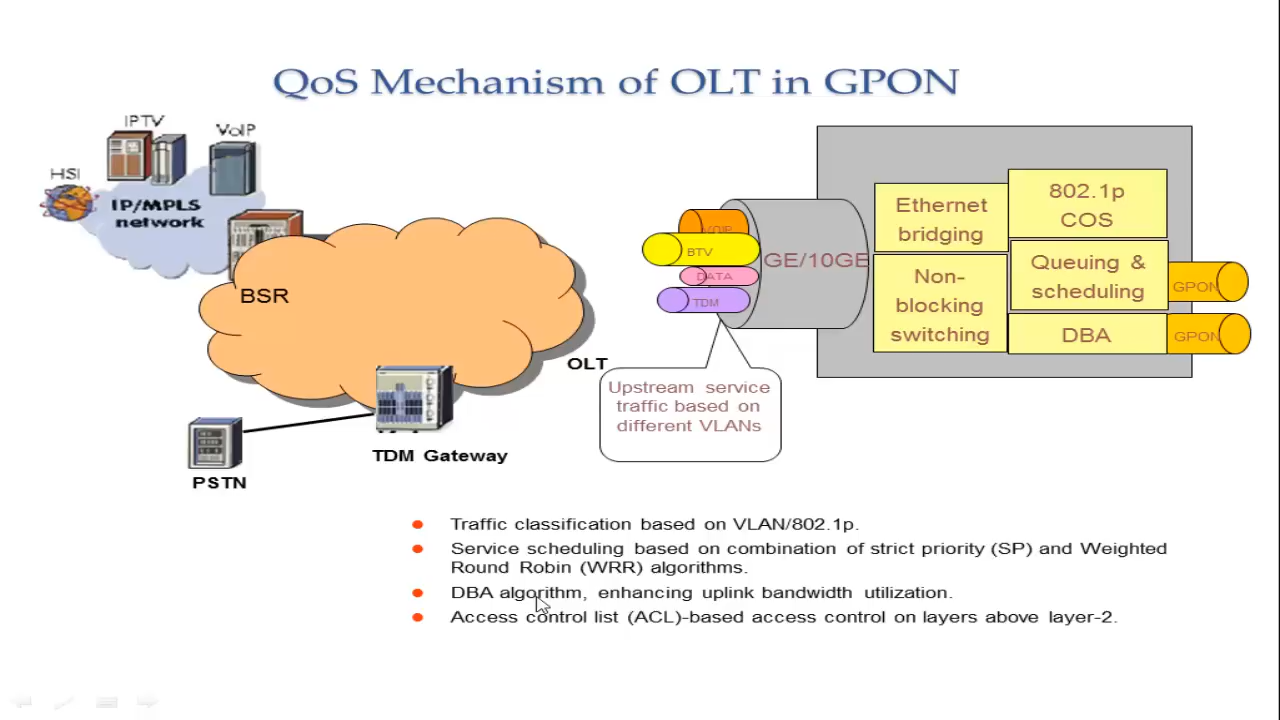 QoS Mechanism of OLT in GPON
IPTV
VoIP
HSI
IP/MPLS
network
BSR
OLT
TDM Gateway
PSTN
VOIP
BTV
DATA
TDM
GE/10GE
Ethernet
bridging
802.1p
COS
Non-
blocking
switching
Queuing &
scheduling
DBA
GPON
GPON
Upstream service
traffic based on
different VLANs
Traffic classification based on VLAN/802.1p.
Service scheduling based on combination of strict priority (SP) and Weighted
Round Robin (WRR) algorithms.
DBA algorithm, enhancing uplink bandwidth utilization.
Access control list (ACL)-based access control on layers above layer-2.